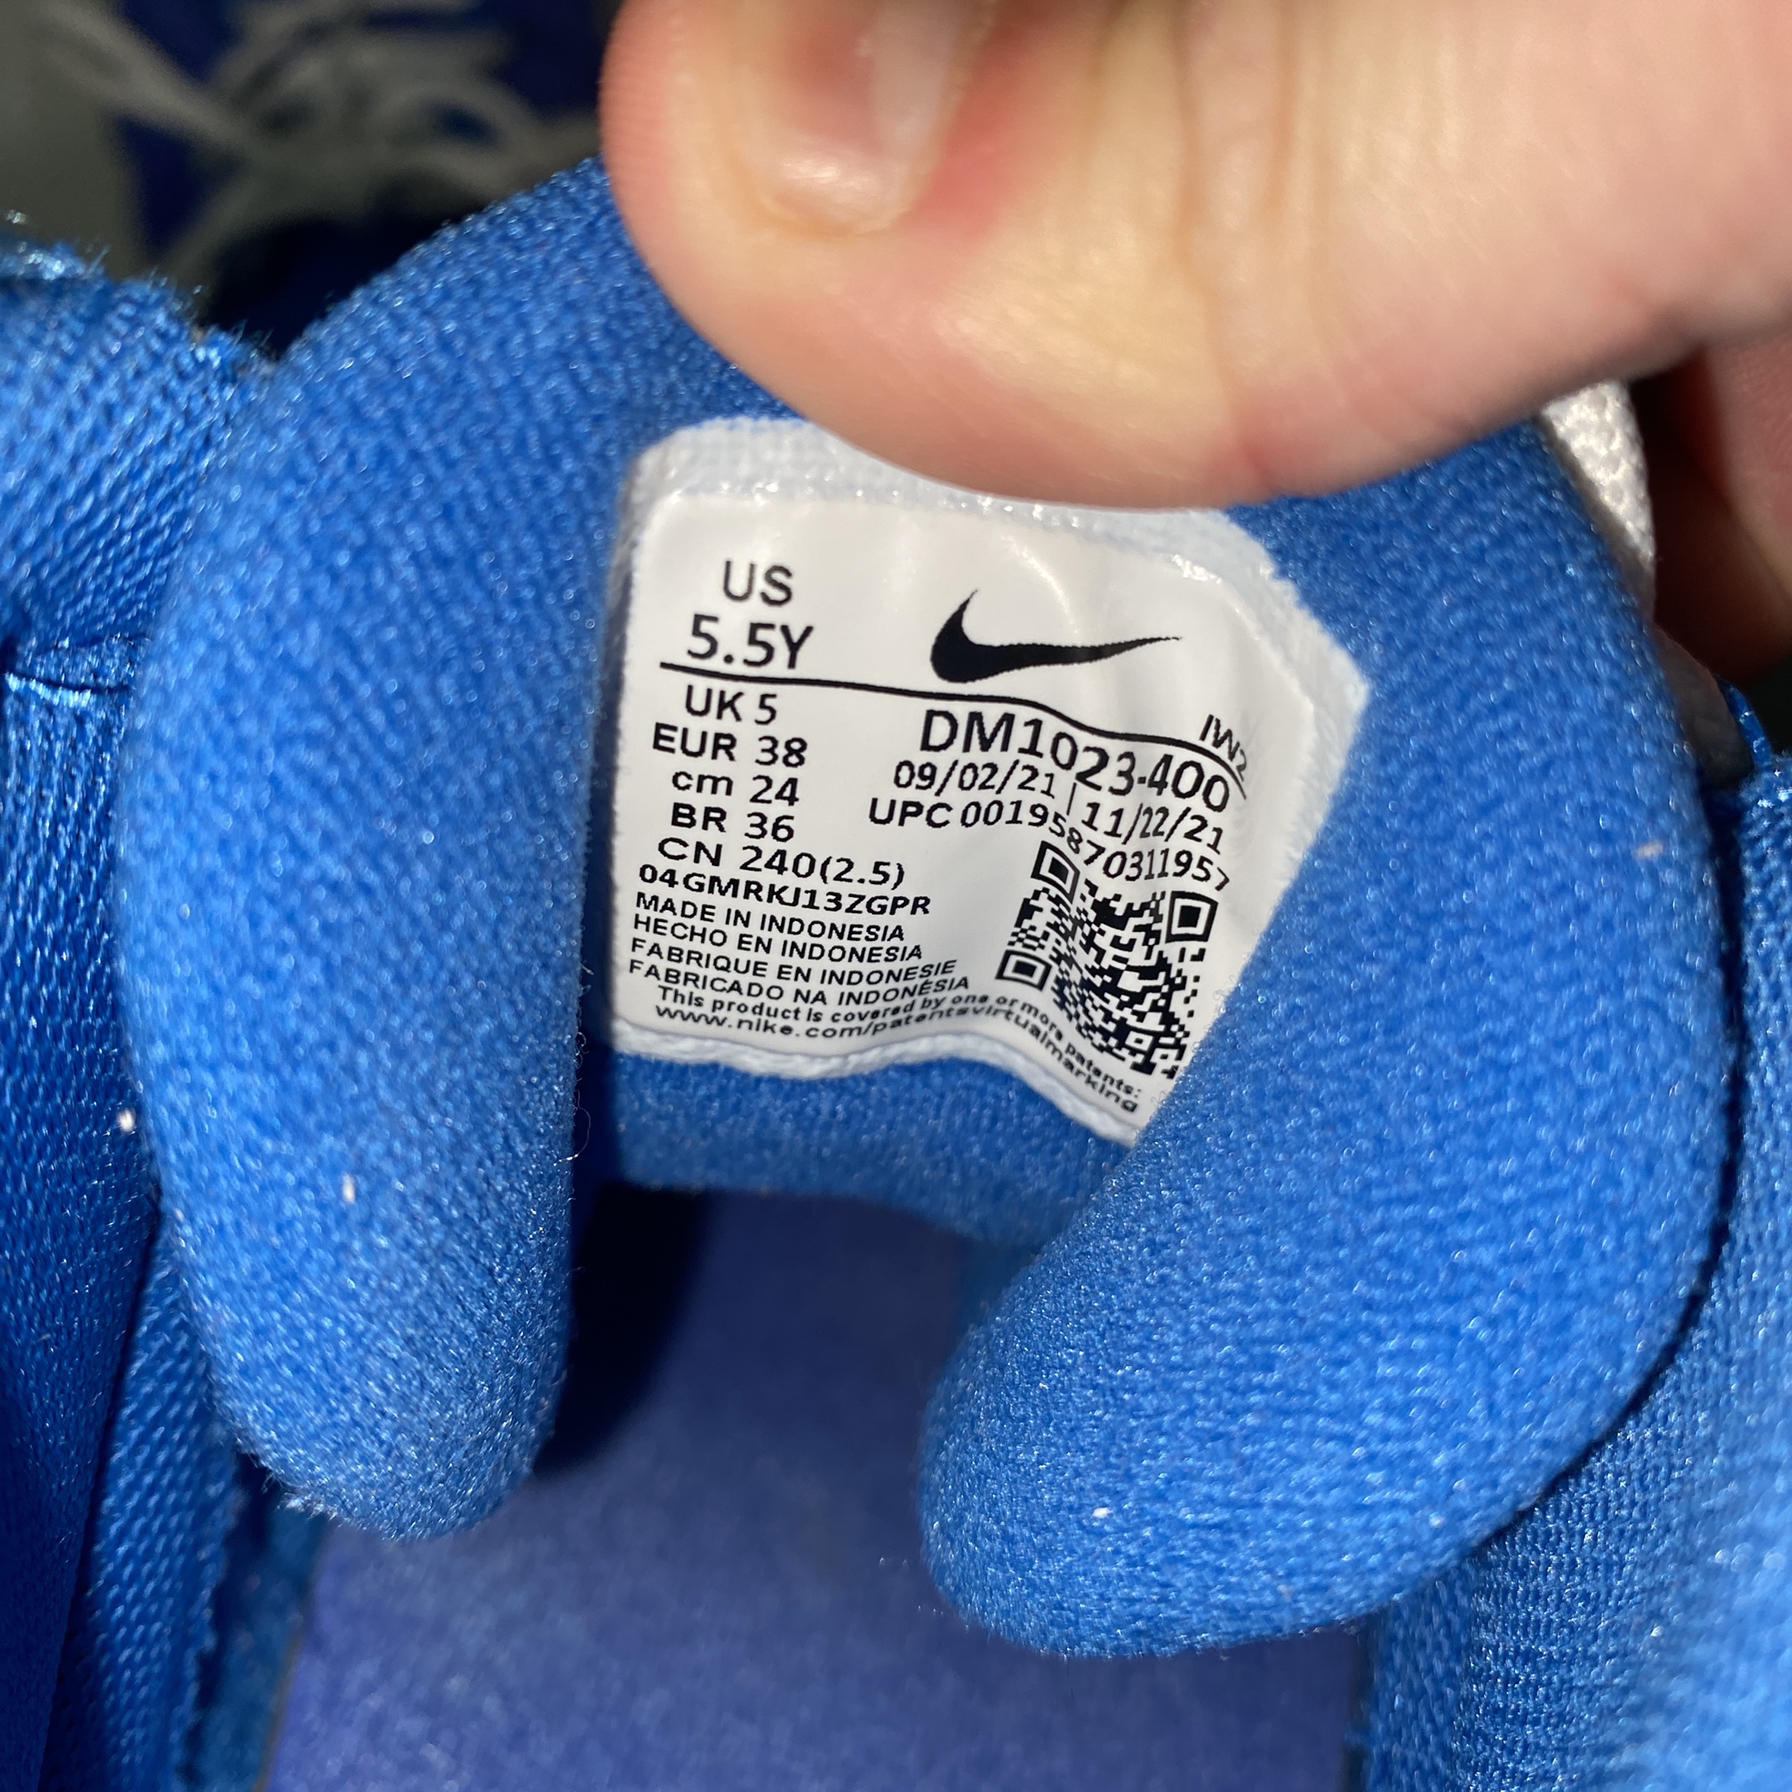 US
5.5Y
UK 5
EUR 38
cm 24
BR 36
CN 240(2.5)
04GMRKJ13ZGPR
MADE IN INDONESIA
HECHO EN INDONESIA
FABRIQUE EN INDONESIE
FABRICADO NA INDONÉSIA
This product is covered by one or more patents:
www.nike.com/patentsvirtualmarking
IW2
DM1023-400
09/02/21 | 11/22/21
UPC 00195870311957